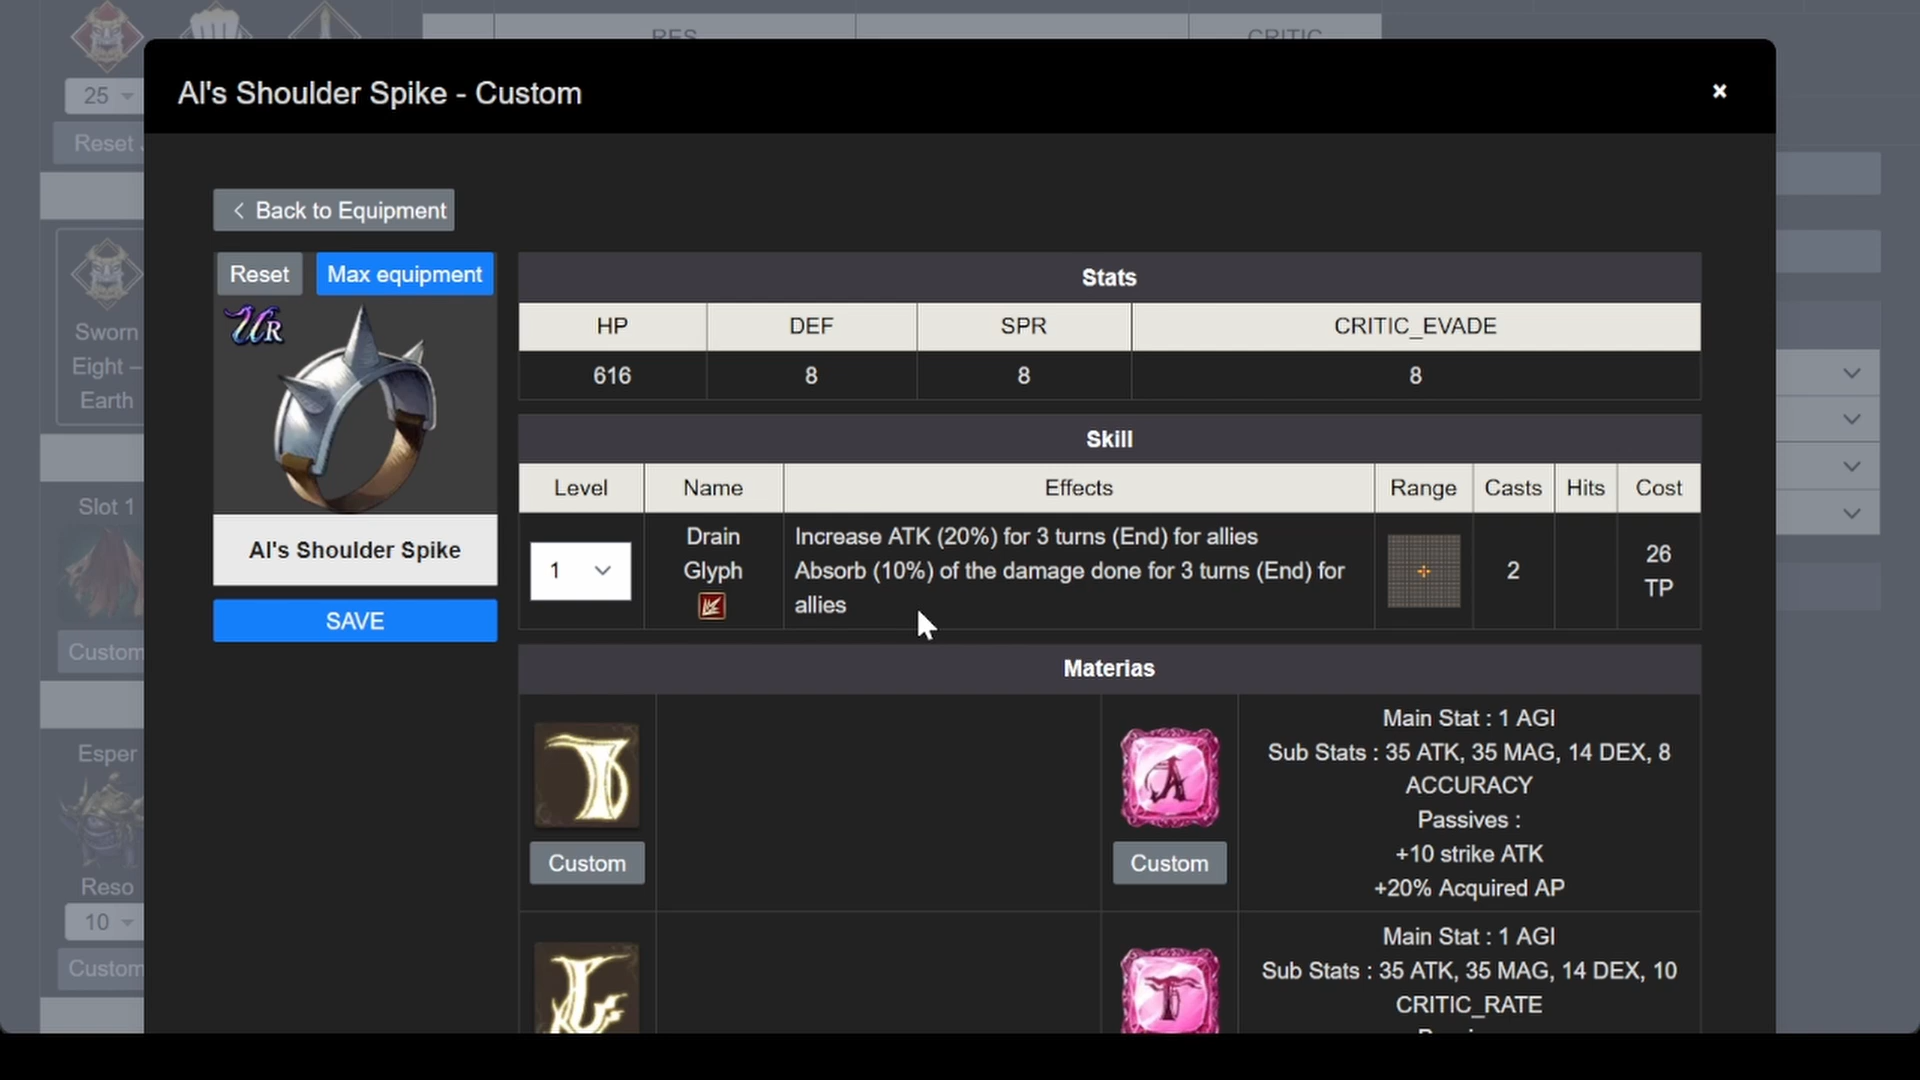 RES
CRITIC
25
Al's Shoulder Spike - Custom
×
Reset
Back to Equipment
Reset
Max equipment
Stats
UR
HP
DEF
SPR
CRITIC_EVADE
616
8
8
8
Sworn
Eight –
Earth
Skill
Level
Name
Effects
Range
Casts
Hits
Cost
Slot 1
Al's Shoulder Spike
1
Drain
Glyph
Increase ATK (20%) for 3 turns (End) for allies
Absorb (10%) of the damage done for 3 turns (End) for
allies
2
26
TP
SAVE
Custom
Materias
Main Stat : 1 AGI
Sub Stats : 35 ATK, 35 MAG, 14 DEX, 8
ACCURACY
Passives :
+10 strike ATK
+20% Acquired AP
Custom
Custom
Esper
Reso
10
Custom
Main Stat : 1 AGI
Sub Stats : 35 ATK, 35 MAG, 14 DEX, 10
CRITIC_RATE